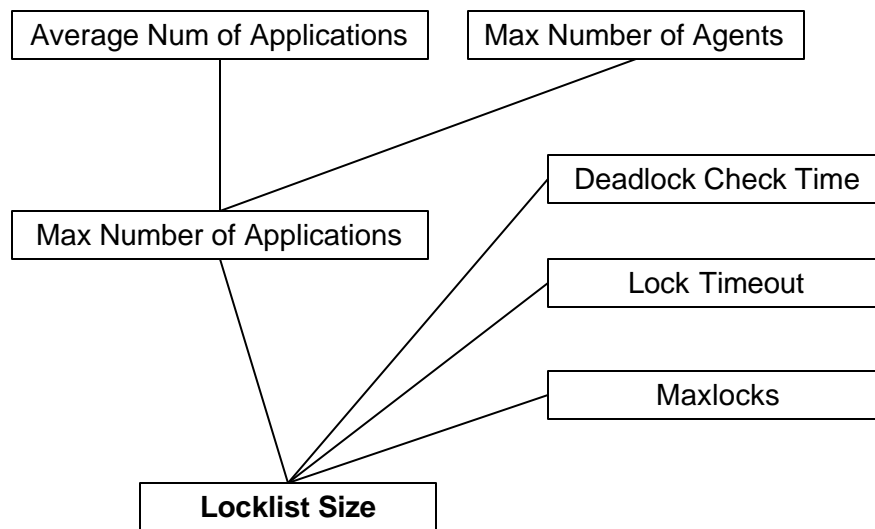 Average Num of Applications
Max Number of Agents
Deadlock Check Time
Max Number of Applications
Lock Timeout
Maxlocks
Locklist Size